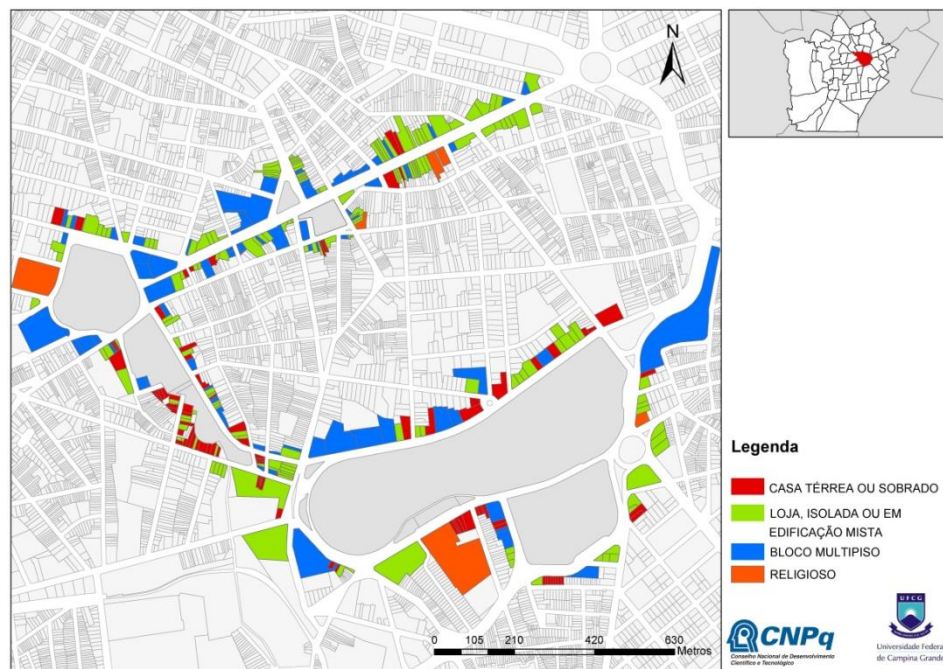 N
Legenda
CASA TÉRREA OU SOBRADO
LOJA, ISOLADA OU EM
EDIFICAÇÃO MISTA
BLOCO MULTIPISO
RELIGIOSO
0 105 210 420 630
Metros
CNPq
Conselho Nacional de Desenvolvimento
Científico e Tecnológico
UFCG
Universidade Federal
de Campina Grande